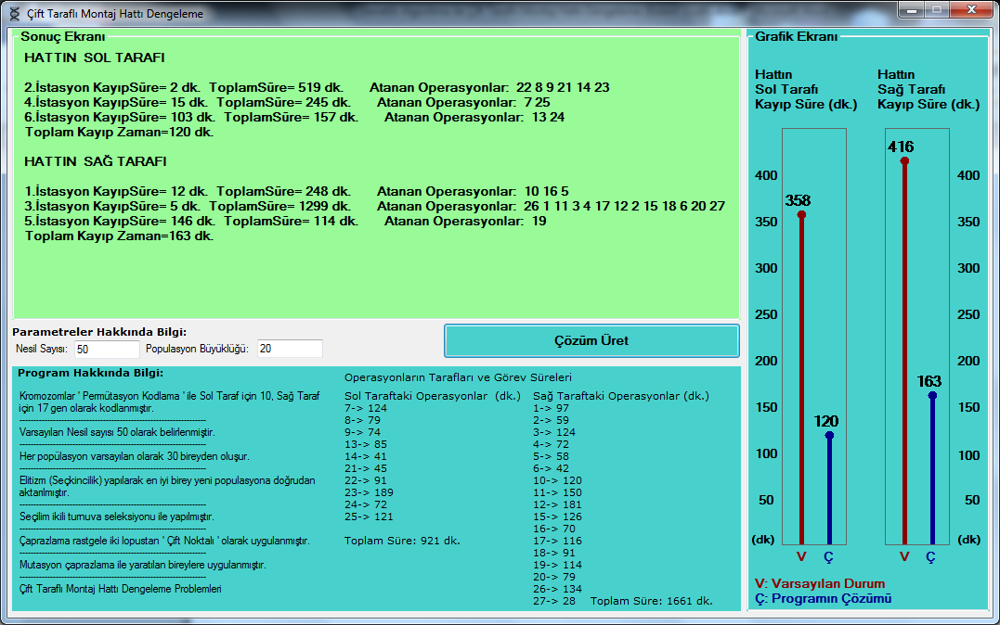 Çift Taraflı Montaj Hattı Dengeleme
Sonuç Ekranı
HATTIN SOL TARAFI
2.İstasyon KayıpSüre= 2 dk. ToplamSüre= 519 dk. Atanan Operasyonlar: 22 8 9 21 14 23
4.İstasyon KayıpSüre= 15 dk. ToplamSüre= 245 dk. Atanan Operasyonlar: 7 25
6.İstasyon KayıpSüre= 103 dk. ToplamSüre= 157 dk. Atanan Operasyonlar: 13 24
Toplam Kayıp Zaman=120 dk.
HATTIN SAĞ TARAFI
1.İstasyon KayıpSüre= 12 dk. ToplamSüre= 248 dk. Atanan Operasyonlar: 10 16 5
3.İstasyon KayıpSüre= 5 dk. ToplamSüre= 1299 dk. Atanan Operasyonlar: 26 1 11 3 4 17 12 2 15 18 6 20 27
5.İstasyon KayıpSüre= 146 dk. ToplamSüre= 114 dk. Atanan Operasyonlar: 19
Toplam Kayıp Zaman=163 dk.
Parametreler Hakkında Bilgi:
Nesil Sayısı: 50 Populasyon Büyüklüğü: 20
Çözüm Üret
Program Hakkında Bilgi:
Kromozomlar ' Permütasyon Kodlama ' ile Sol Taraf için 10, Sağ Taraf
için 17 gen olarak kodlanmıştır.
Varsayılan Nesil sayısı 50 olarak belirlenmiştir.
Her popülasyon varsayılan olarak 30 bireyden oluşur.
Elitizm (Seçkincilik) yapılarak en iyi birey yeni populasyona doğrudan
aktarılmıştır.
Seçilim ikili turnuva seleksiyonu ile yapılmıştır.
Çaprazlama rastgele iki lopustan ' Çift Noktalı ' olarak uygulanmıştır.
Mutasyon çaprazlama ile yaratılan bireylere uygulanmıştır.
Çift Taraflı Montaj Hattı Dengeleme Problemleri
Operasyonların Tarafları ve Görev Süreleri
Sol Taraftaki Operasyonlar (dk.)
7-> 124
8-> 79
9-> 74
13-> 85
14-> 41
21-> 45
22-> 91
23-> 189
24-> 72
25-> 121
Toplam Süre: 921 dk.
Sağ Taraftaki Operasyonlar (dk.)
1-> 97
2-> 59
3-> 124
4-> 72
5-> 58
6-> 42
10-> 120
11-> 150
12-> 181
15-> 126
16-> 70
17-> 116
18-> 91
19-> 114
20-> 79
26-> 134
27-> 28 Toplam Süre: 1661 dk.
Grafik Ekranı
Hattın
Sol Tarafı
Kayıp Süre (dk.)
Hattın
Sağ Tarafı
Kayıp Süre (dk.)
416
400 400
358
350 350
300 300
250 250
200 200
163
150 150
120
100 100
50 50
(dk) (dk)
V Ç V Ç
V: Varsayılan Durum
Ç: Programın Çözümü